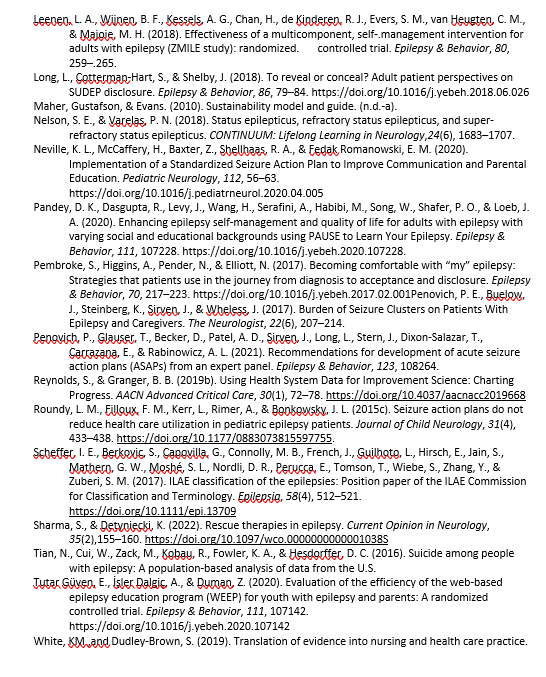 Leenen, L. A., Wijnen, B. F., Kessels, A. G., Chan, H., de Kinderen, R. J., Evers, S. M., van Heugten, C. M.,
& Majoie, M. H. (2018). Effectiveness of a multicomponent, self-.management intervention for
adults with epilepsy (ZMILE study): randomized. controlled trial. Epilepsy & Behavior, 80,
259–.265.
Long, L., Cotterman-Hart, S., & Shelby, J. (2018). To reveal or conceal? Adult patient perspectives on
SUDEP disclosure. Epilepsy & Behavior, 86, 79–84. https://doi.org/10.1016/j.yebeh.2018.06.026
Maher, Gustafson, & Evans. (2010). Sustainability model and guide. (n.d.-a).
Nelson, S. E., & Varelas, P. N. (2018). Status epilepticus, refractory status epilepticus, and super-
refractory status epilepticus. CONTINUUM: Lifelong Learning in Neurology,24(6), 1683–1707.
Neville, K. L., McCaffery, H., Baxter, Z., Shellhaas, R. A., & Fedak Romanowski, E. M. (2020).
Implementation of a Standardized Seizure Action Plan to Improve Communication and Parental
Education. Pediatric Neurology, 112, 56–63.
https://doi.org/10.1016/j.pediatrneurol.2020.04.005
Pandey, D. K., Dasgupta, R., Levy, J., Wang, H., Serafini, A., Habibi, M., Song, W., Shafer, P. O., & Loeb, J.
A. (2020). Enhancing epilepsy self-management and quality of life for adults with epilepsy with
varying social and educational backgrounds using PAUSE to Learn Your Epilepsy. Epilepsy &
Behavior, 111, 107228. https://doi.org/10.1016/j.yebeh.2020.107228.
Pembroke, S., Higgins, A., Pender, N., & Elliott, N. (2017). Becoming comfortable with “my” epilepsy:
Strategies that patients use in the journey from diagnosis to acceptance and disclosure. Epilepsy
& Behavior, 70, 217–223. https://doi.org/10.1016/j.yebeh.2017.02.001Penovich, P. E., Buelow,
J., Steinberg, K., Sirven, J., & Wheless, J. (2017). Burden of Seizure Clusters on Patients With
Epilepsy and Caregivers. The Neurologist, 22(6), 207–214.
Penovich, P., Glauser, T., Becker, D., Patel, A. D., Sirven, J., Long, L., Stern, J., Dixon-Salazar, T.,
Carrazana, E., & Rabinowicz, A. L. (2021). Recommendations for development of acute seizure
action plans (ASAPs) from an expert panel. Epilepsy & Behavior, 123, 108264.
Reynolds, S., & Granger, B. B. (2019b). Using Health System Data for Improvement Science: Charting
Progress. AACN Advanced Critical Care, 30(1), 72–78. https://doi.org/10.4037/aacnacc2019668
Roundy, L. M., Filloux, F. M., Kerr, L., Rimer, A., & Bonkowsky, J. L. (2015c). Seizure action plans do not
reduce health care utilization in pediatric epilepsy patients. Journal of Child Neurology, 31(4),
433–438. https://doi.org/10.1177/0883073815597755.
Scheffer, I. E., Berkovic, S., Capovilla, G., Connolly, M. B., French, J., Guilhoto, L., Hirsch, E., Jain, S.,
Mathern, G. W., Moshé, S. L., Nordli, D. R., Perucca, E., Tomson, T., Wiebe, S., Zhang, Y., &
Zuberi, S. M. (2017). ILAE classification of the epilepsies: Position paper of the ILAE Commission
for Classification and Terminology. Epilepsia, 58(4), 512–521.
https://doi.org/10.1111/epi.13709
Sharma, S., & Detyniecki, K. (2022). Rescue therapies in epilepsy. Current Opinion in Neurology,
35(2),155–160. https://doi.org/10.1097/wco.0000000000001038S
Tian, N., Cui, W., Zack, M., Kobau, R., Fowler, K. A., & Hesdorffer, D. C. (2016). Suicide among people
with epilepsy: A population-based analysis of data from the U.S.
Tutar Güven, E., İşler Dalgiç, A., & Duman, Z. (2020). Evaluation of the efficiency of the web-based
epilepsy education program (WEEP) for youth with epilepsy and parents: A randomized
controlled trial. Epilepsy & Behavior, 111, 107142.
https://doi.org/10.1016/j.yebeh.2020.107142
White, KM, and Dudley-Brown, S. (2019). Translation of evidence into nursing and health care practice.